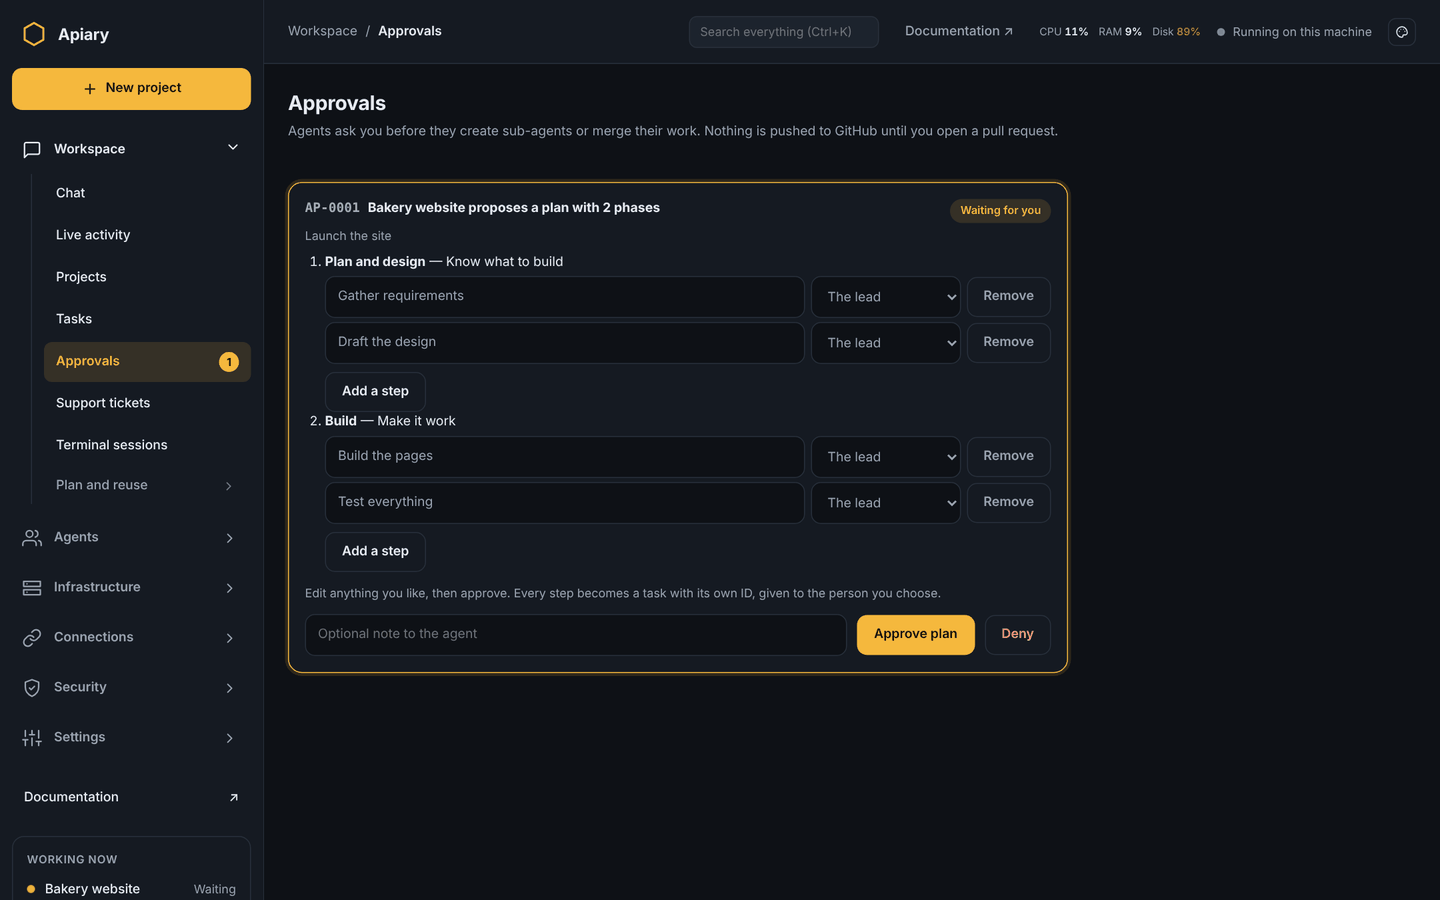 Apiary
New project
Workspace
Chat
Live activity
Projects
Tasks
Approvals 1
Support tickets
Terminal sessions
Plan and reuse
Agents
Infrastructure
Connections
Security
Settings
Documentation
WORKING NOW
Bakery website Waiting
Workspace / Approvals
Search everything (Ctrl+K)
Documentation
CPU 11% RAM 9% Disk 89%
Running on this machine
Approvals
Agents ask you before they create sub-agents or merge their work. Nothing is pushed to GitHub until you open a pull request.
AP-0001 Bakery website proposes a plan with 2 phases
Waiting for you
Launch the site
1. Plan and design — Know what to build
Gather requirements The lead Remove
Draft the design The lead Remove
Add a step
2. Build — Make it work
Build the pages The lead Remove
Test everything The lead Remove
Add a step
Edit anything you like, then approve. Every step becomes a task with its own ID, given to the person you choose.
Optional note to the agent Approve plan Deny